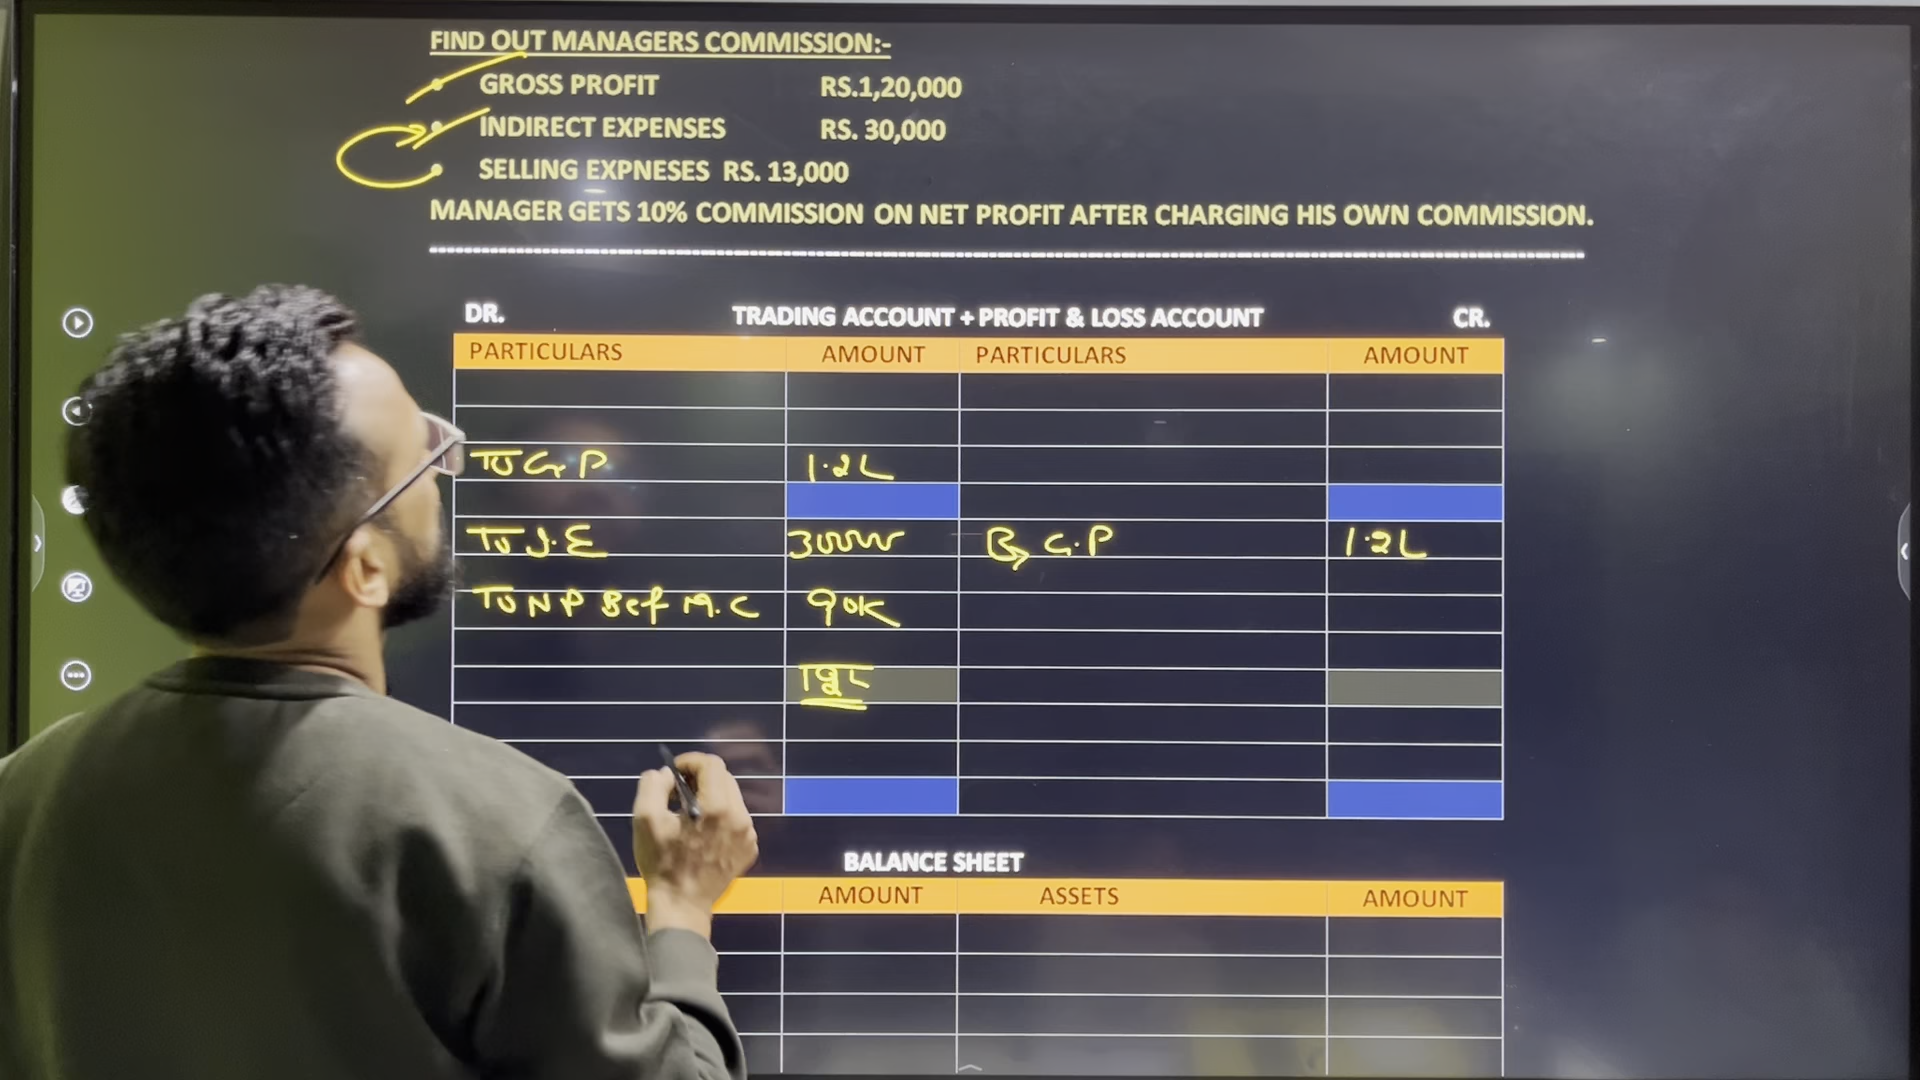 FIND OUT MANAGERS COMMISSION:-
GROSS PROFIT RS.1,20,000
INDIRECT EXPENSES RS. 30,000
SELLING EXPNESES RS. 13,000
MANAGER GETS 10% COMMISSION ON NET PROFIT AFTER CHARGING HIS OWN COMMISSION.
DR. TRADING ACCOUNT + PROFIT & LOSS ACCOUNT CR.
PARTICULARS AMOUNT PARTICULARS AMOUNT
To G P 1.2L
To I.E 30000 By G.P 1.2L
To N P Bef M.C 90K
1.2L
BALANCE SHEET
AMOUNT ASSETS AMOUNT